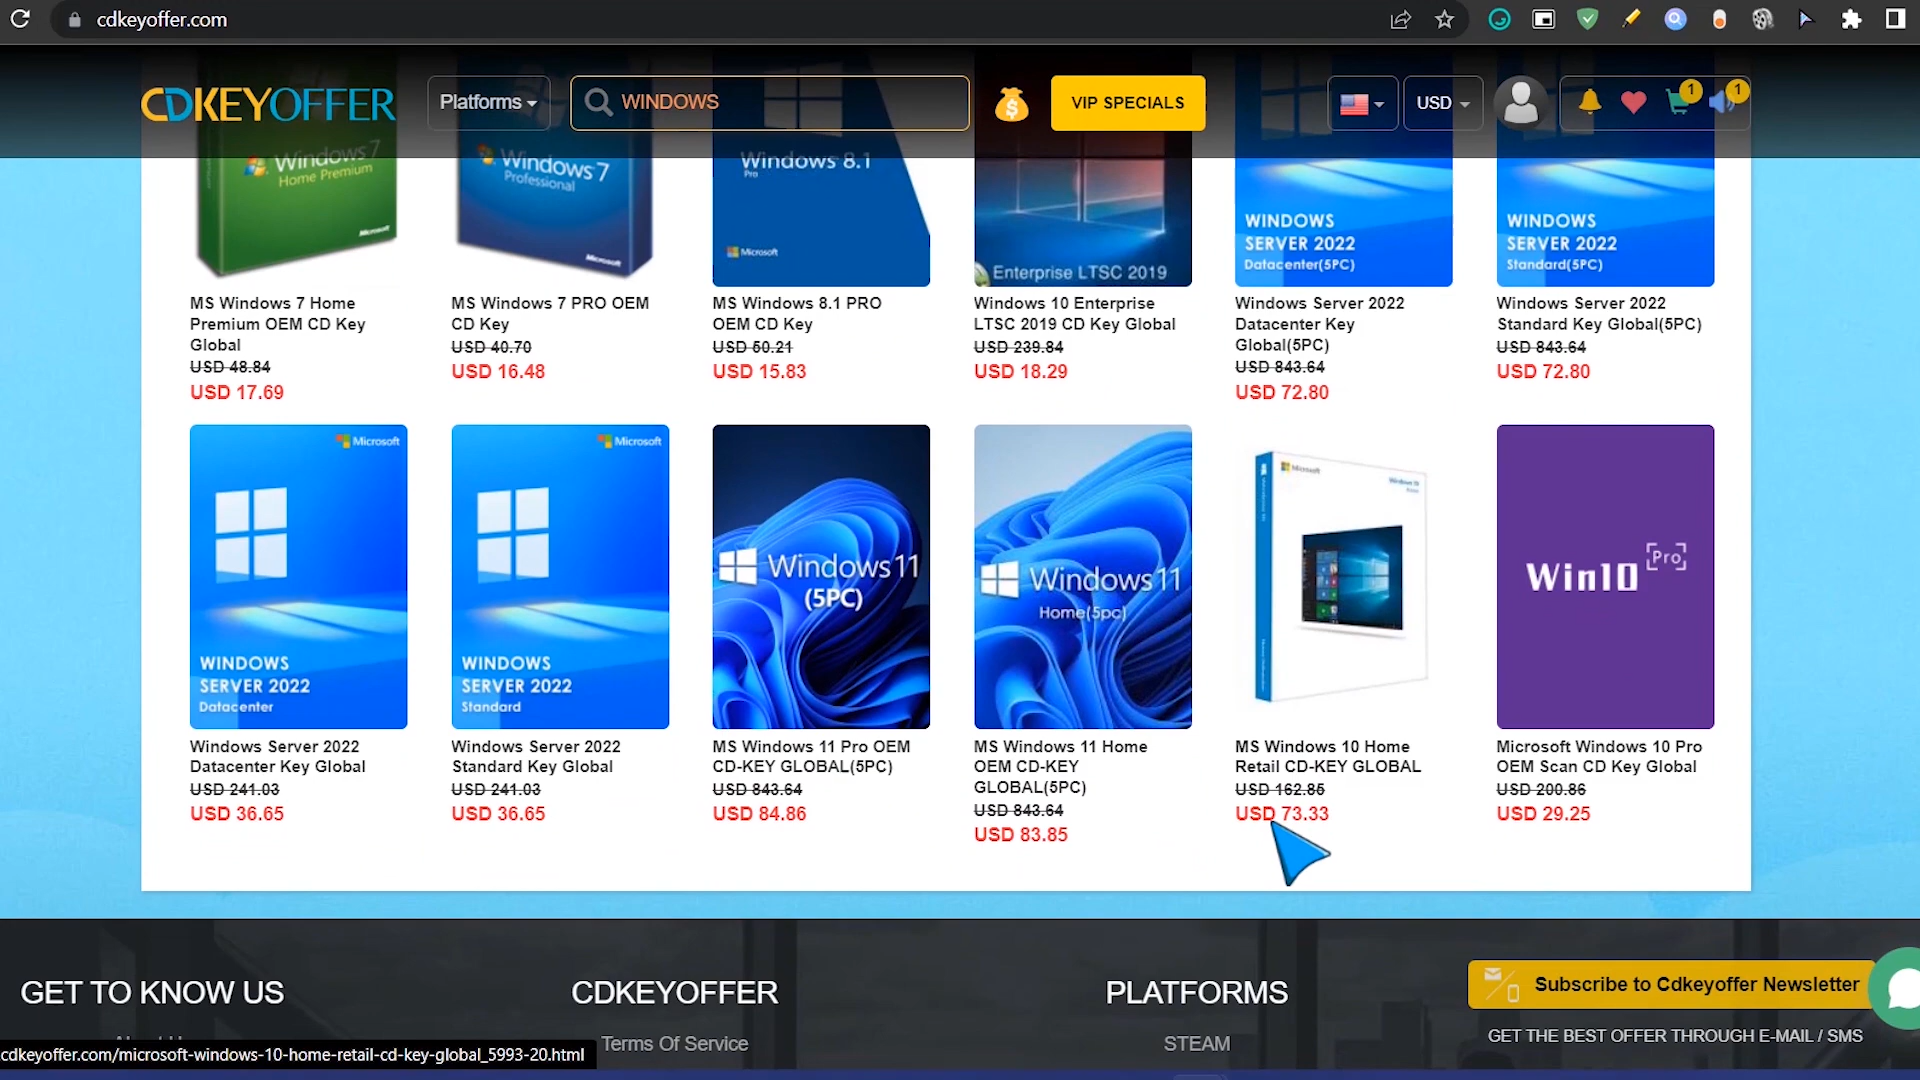 cdkeyoffer.com
CDKEYOFFER
Platforms
WINDOWS
VIP SPECIALS
USD
1
1
Windows 7
Home Premium
Microsoft
Windows 7
Professional
Microsoft
Windows 8.1
Pro
Microsoft
Enterprise LTSC 2019
WINDOWS
SERVER 2022
Datacenter(5PC)
WINDOWS
SERVER 2022
Standard(5PC)
MS Windows 7 Home
Premium OEM CD Key
Global
USD 48.84
USD 17.69
MS Windows 7 PRO OEM
CD Key
USD 40.70
USD 16.48
MS Windows 8.1 PRO
OEM CD Key
USD 50.21
USD 15.83
Windows 10 Enterprise
LTSC 2019 CD Key Global
USD 239.84
USD 18.29
Windows Server 2022
Datacenter Key
Global(5PC)
USD 843.64
USD 72.80
Windows Server 2022
Standard Key Global(5PC)
USD 843.64
USD 72.80
Microsoft
WINDOWS
SERVER 2022
Datacenter
Microsoft
WINDOWS
SERVER 2022
Standard
Windows 11
(5PC)
Windows 11
Home(5pc)
Microsoft
Windows 10
Home
Win10 Pro
Windows Server 2022
Datacenter Key Global
USD 241.03
USD 36.65
Windows Server 2022
Standard Key Global
USD 241.03
USD 36.65
MS Windows 11 Pro OEM
CD-KEY GLOBAL(5PC)
USD 843.64
USD 84.86
MS Windows 11 Home
OEM CD-KEY
GLOBAL(5PC)
USD 843.64
USD 83.85
MS Windows 10 Home
Retail CD-KEY GLOBAL
USD 162.85
USD 73.33
Microsoft Windows 10 Pro
OEM Scan CD Key Global
USD 200.86
USD 29.25
GET TO KNOW US
CDKEYOFFER
Terms Of Service
PLATFORMS
STEAM
Subscribe to Cdkeyoffer Newsletter
GET THE BEST OFFER THROUGH E-MAIL / SMS
cdkeyoffer.com/microsoft-windows-10-home-retail-cd-key-global_5993-20.html